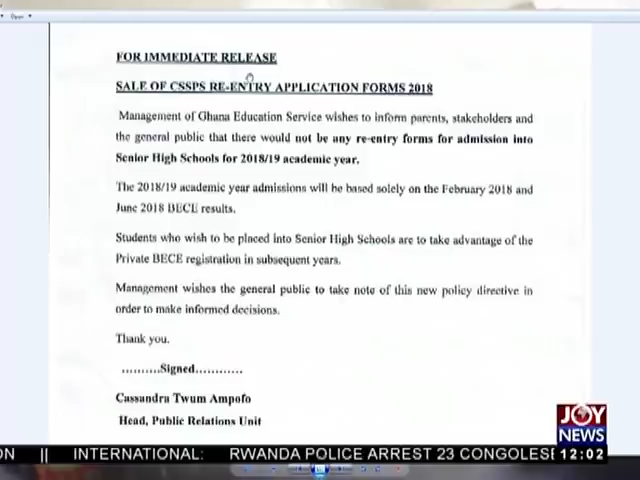 Open
FOR IMMEDIATE RELEASE
SALE OF CSSPS RE-ENTRY APPLICATION FORMS 2018
Management of Ghana Education Service wishes to inform parents, stakeholders and
the general public that there would not be any re-entry forms for admission into
Senior High Schools for 2018/19 academic year.
The 2018/19 academic year admissions will be based solely on the February 2018 and
June 2018 BECE results.
Students who wish to be placed into Senior High Schools are to take advantage of the
Private BECE registration in subsequent years.
Management wishes the general public to take note of this new policy directive in
order to make informed decisions.
Thank you.
..........Signed............
Cassandra Twum Ampofo
Head, Public Relations Unit
JOY
NEWS
ON || INTERNATIONAL: RWANDA POLICE ARREST 23 CONGOLESE 12:02